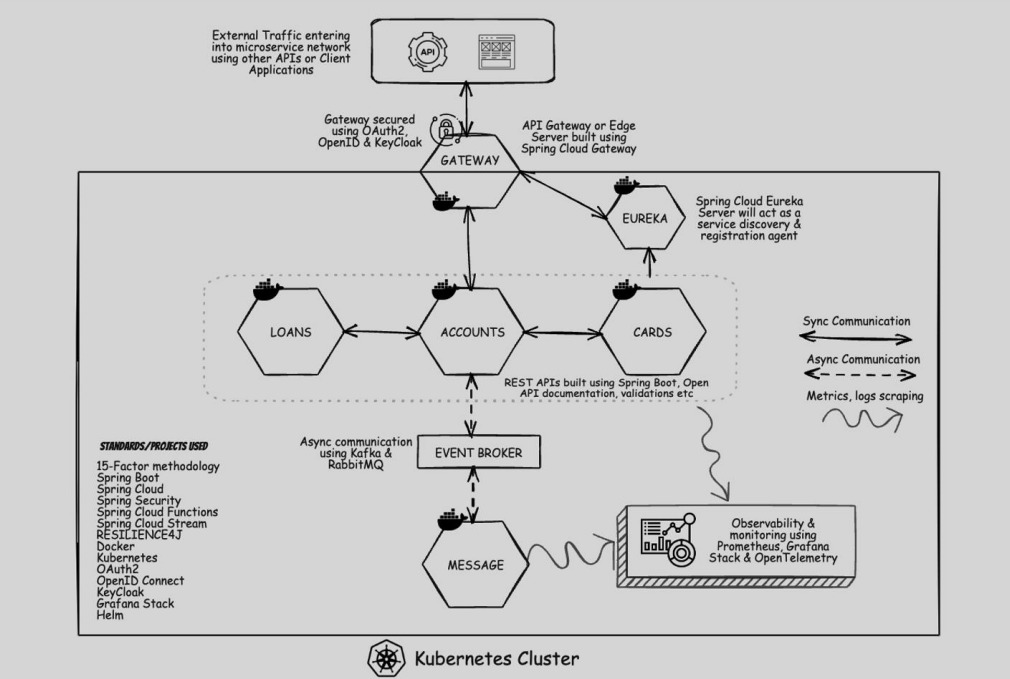 External Traffic entering
into microservice network
using other APIs or Client
Applications
API
Gateway secured
using OAuth2,
OpenID & KeyCloak
API Gateway or Edge
Server built using
Spring Cloud Gateway
GATEWAY
EUREKA
Spring Cloud Eureka
Server will act as a
service discovery &
registration agent
LOANS
ACCOUNTS
CARDS
REST APIs built using Spring Boot, Open
API documentation, validations etc
Sync Communication
Async Communication
Metrics, logs scraping
Async communication
using Kafka &
RabbitMQ
EVENT BROKER
MESSAGE
Observability &
monitoring using
Prometheus, Grafana
Stack & OpenTelemetry
STANDARDS/PROJECTS USED
15-Factor methodology
Spring Boot
Spring Cloud
Spring Security
Spring Cloud Functions
Spring Cloud Stream
RESILIENCE4J
Docker
Kubernetes
OAuth2
OpenID Connect
KeyCloak
Grafana Stack
Helm
Kubernetes Cluster